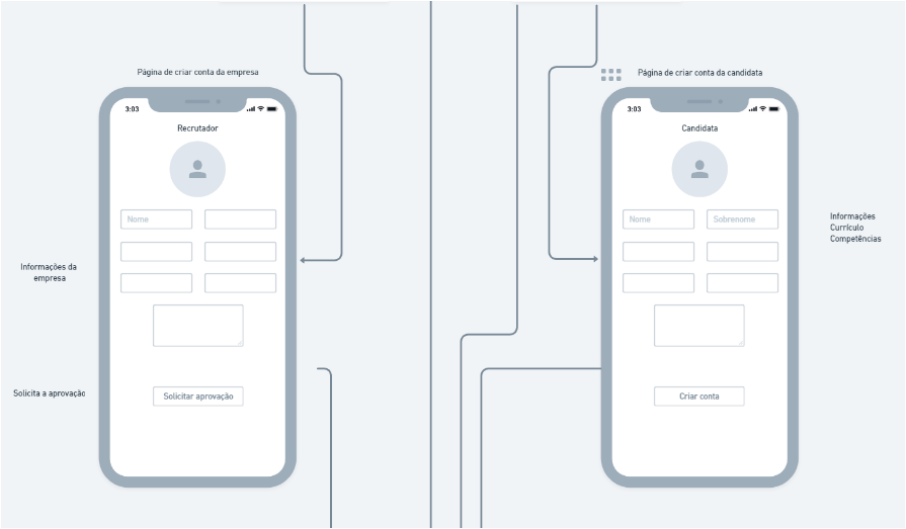 Página de criar conta da empresa
3:03
Recrutador
Nome
Informações da
empresa
Solicita a aprovação
Solicitar aprovação
Página de criar conta da candidata
3:03
Candidata
Nome
Sobrenome
Informações
Currículo
Competências
Criar conta